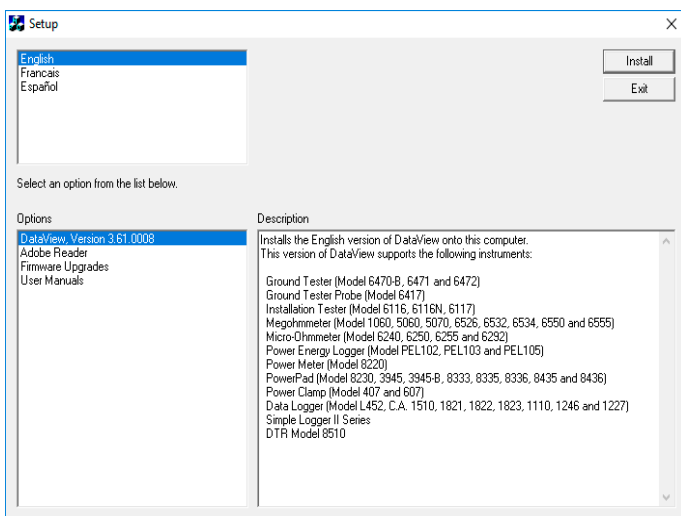 Setup
English
Francais
Español
Install
Exit
Select an option from the list below.
Options
DataView, Version 3.61.0008
Adobe Reader
Firmware Upgrades
User Manuals
Description
Installs the English version of DataView onto this computer.
This version of DataView supports the following instruments:
Ground Tester (Model 6470-B, 6471 and 6472)
Ground Tester Probe (Model 6417)
Installation Tester (Model 6116, 6116N, 6117)
Megohmmeter (Model 1060, 5060, 5070, 6526, 6532, 6534, 6550 and 6555)
Micro-Ohmmeter (Model 6240, 6250, 6255 and 6292)
Power Energy Logger (Model PEL102, PEL103 and PEL105)
Power Meter (Model 8220)
PowerPad (Model 8230, 3945, 3945-B, 8333, 8335, 8336, 8435 and 8436)
Power Clamp (Model 407 and 607)
Data Logger (Model L452, C.A. 1510, 1821, 1822, 1823, 1110, 1246 and 1227)
Simple Logger II Series
DTR Model 8510